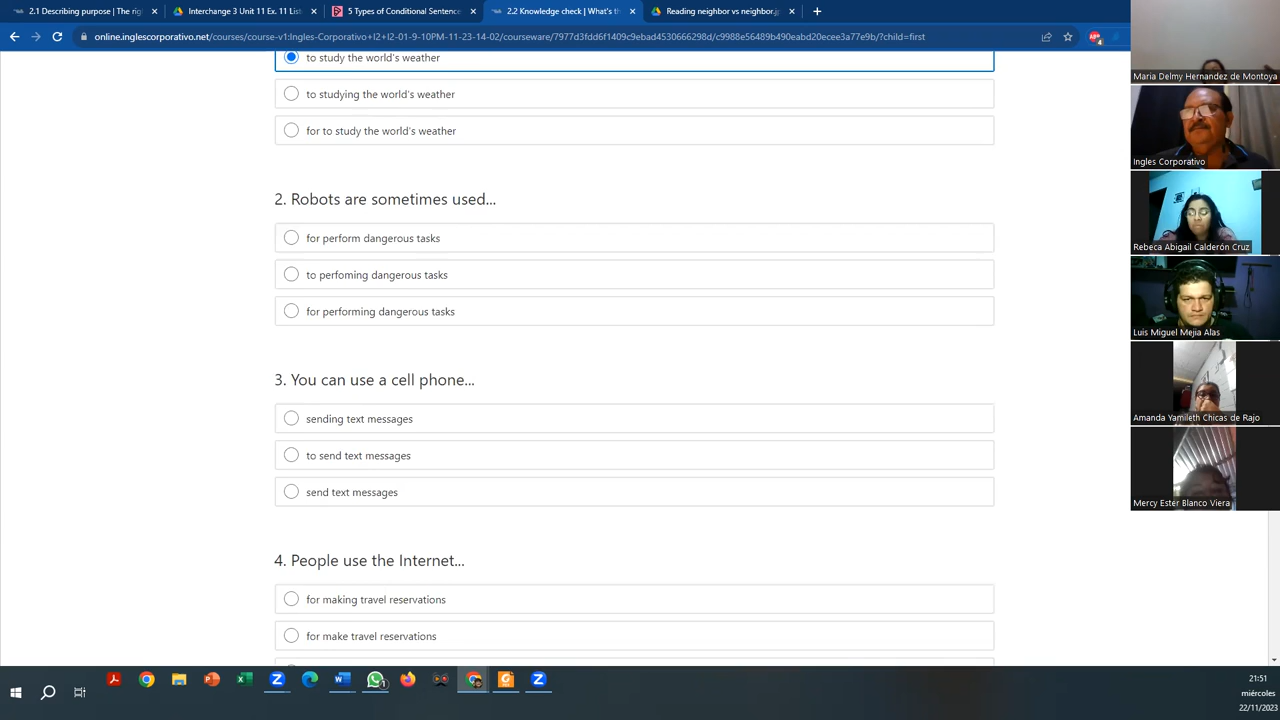 2.1 Describing purpose | The rig
Interchange 3 Unit 11 Ex. 11 List
5 Types of Conditional Sentence
2.2 Knowledge check | What's th
Reading neighbor vs neighbor.jp
online.inglescorporativo.net/courses/course-v1:Ingles-Corporativo+I2+I2-01-9-10PM-11-23-14-02/courseware/7977d3fdd6f1409c9ebad4530666298d/c9988e56489b490eabd20ecee3a77e9b/?child=first
to study the world's weather
to studying the world's weather
for to study the world's weather
2. Robots are sometimes used...
for perform dangerous tasks
to perfoming dangerous tasks
for performing dangerous tasks
3. You can use a cell phone...
sending text messages
to send text messages
send text messages
4. People use the Internet...
for making travel reservations
for make travel reservations
Maria Delmy Hernandez de Montoya
Ingles Corporativo
Rebeca Abigail Calderón Cruz
Luis Miguel Mejia Alas
Amanda Yamileth Chicas de Rajo
Mercy Ester Blanco Viera
21:51
miércoles
22/11/2023